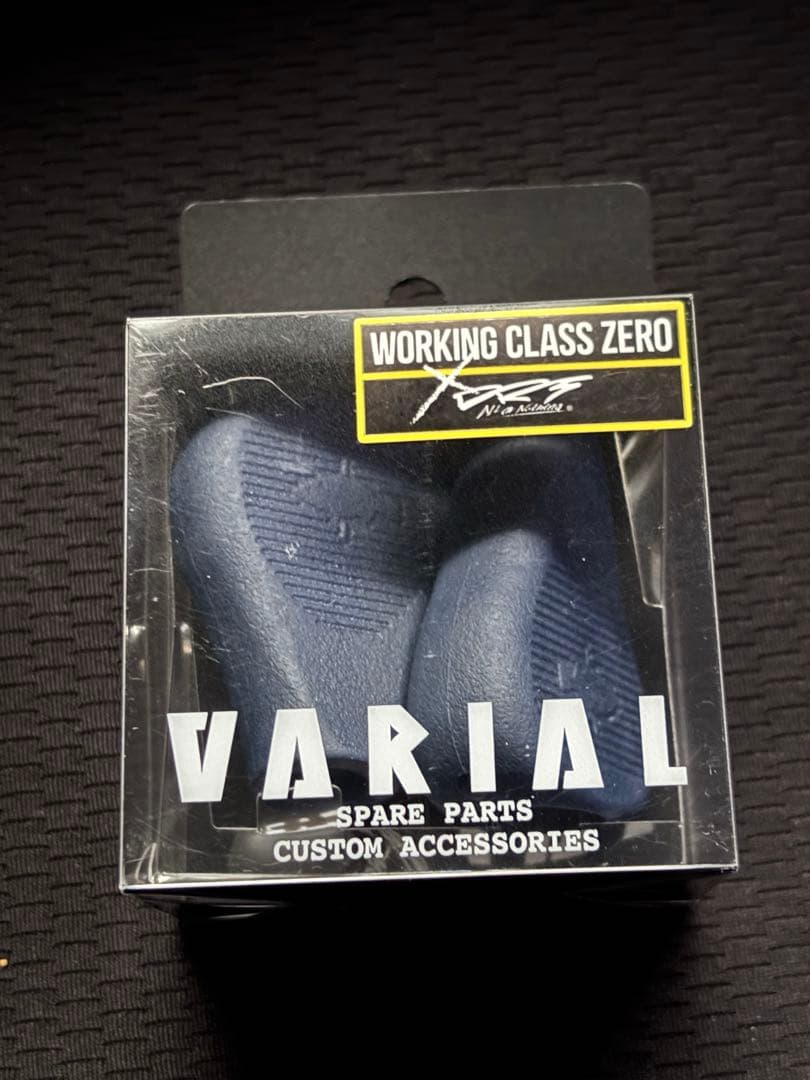 WORKING CLASS ZERO
VARIAL
SPARE PARTS
CUSTOM ACCESSORIES